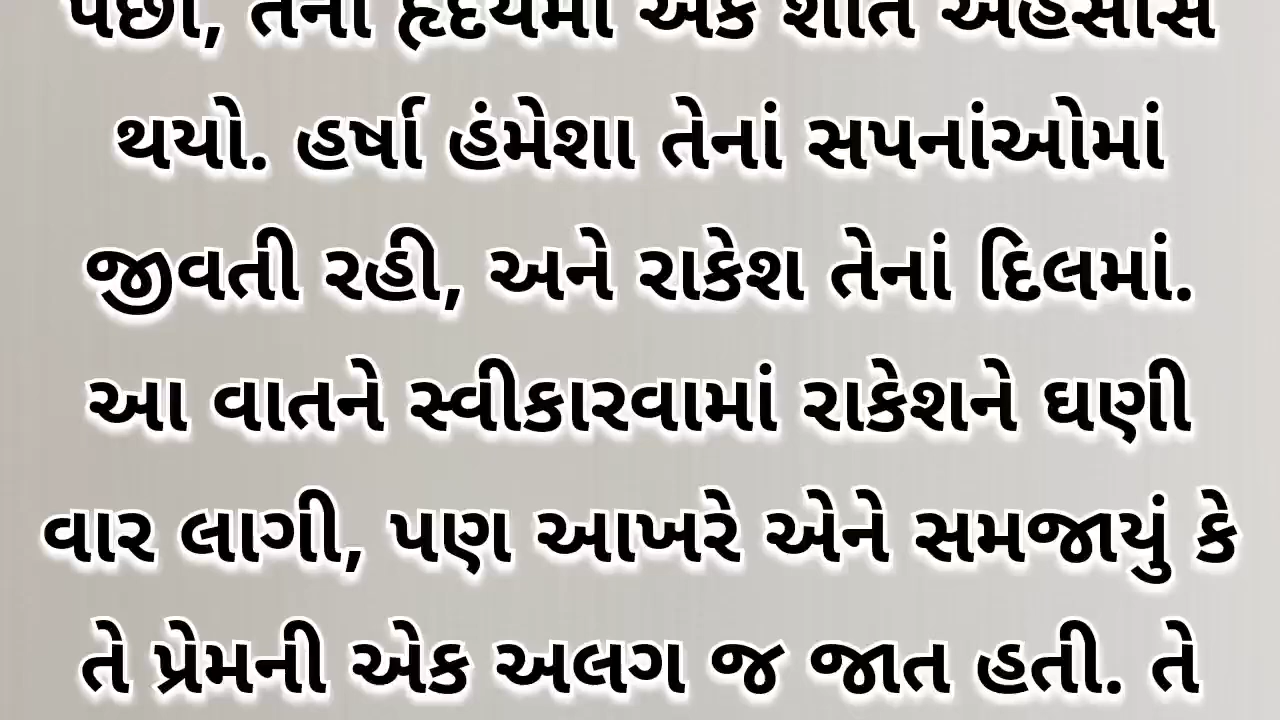 પછી, તેના હૃદયમાં એક શાંત અહેસાસ
થયો. હર્ષા હંમેશા તેનાં સપનાંઓમાં
જીવતી રહી, અને રાકેશ તેનાં દિલમાં.
આ વાતને સ્વીકારવામાં રાકેશને ઘણી
વાર લાગી, પણ આખરે એને સમજાયું કે
તે પ્રેમની એક અલગ જ જાત હતી. તે